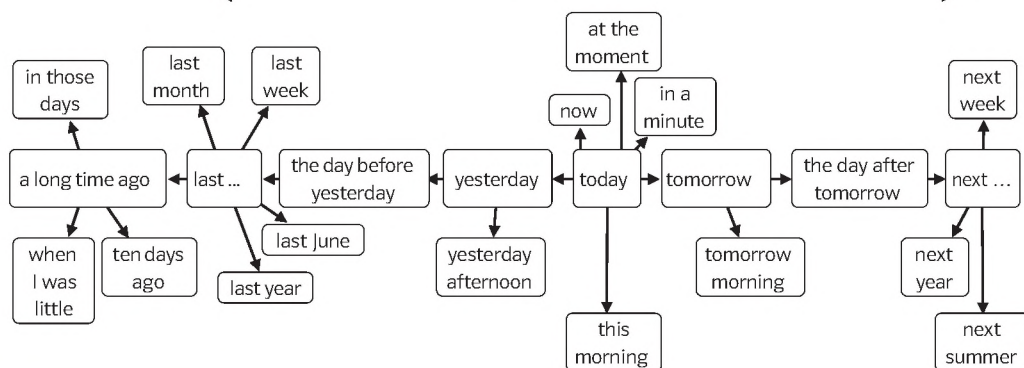 at the
moment
in those
days
last
month
last
week
now
in a
minute
next
week
a long time ago
last ...
the day before
yesterday
yesterday
today
tomorrow
the day after
tomorrow
next ...
when
I was
little
ten days
ago
last June
last year
yesterday
afternoon
tomorrow
morning
next
year
this
morning
next
summer